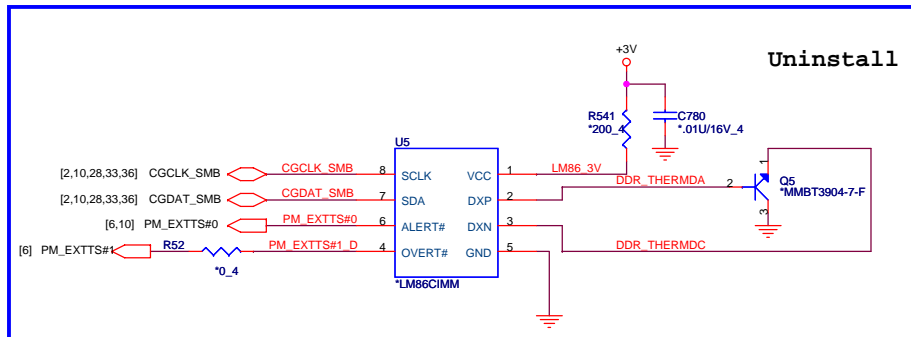 +3V
Uninstall
R541
*200_4
C780
*.01U/16V_4
U5
[2,10,28,33,36] CGCLK_SMB CGCLK_SMB 8 SCLK VCC 1 LM86_3V
[2,10,28,33,36] CGDAT_SMB CGDAT_SMB 7 SDA DXP 2 DDR_THERMDA 2
1
Q5
*MMBT3904-7-F
3
[6,10] PM_EXTTS#0 PM_EXTTS#0 6 ALERT# DXN 3 DDR_THERMDC
[6] PM_EXTTS#1 R52 PM_EXTTS#1_D 4 OVERT# GND 5
*0_4
*LM86CIMM